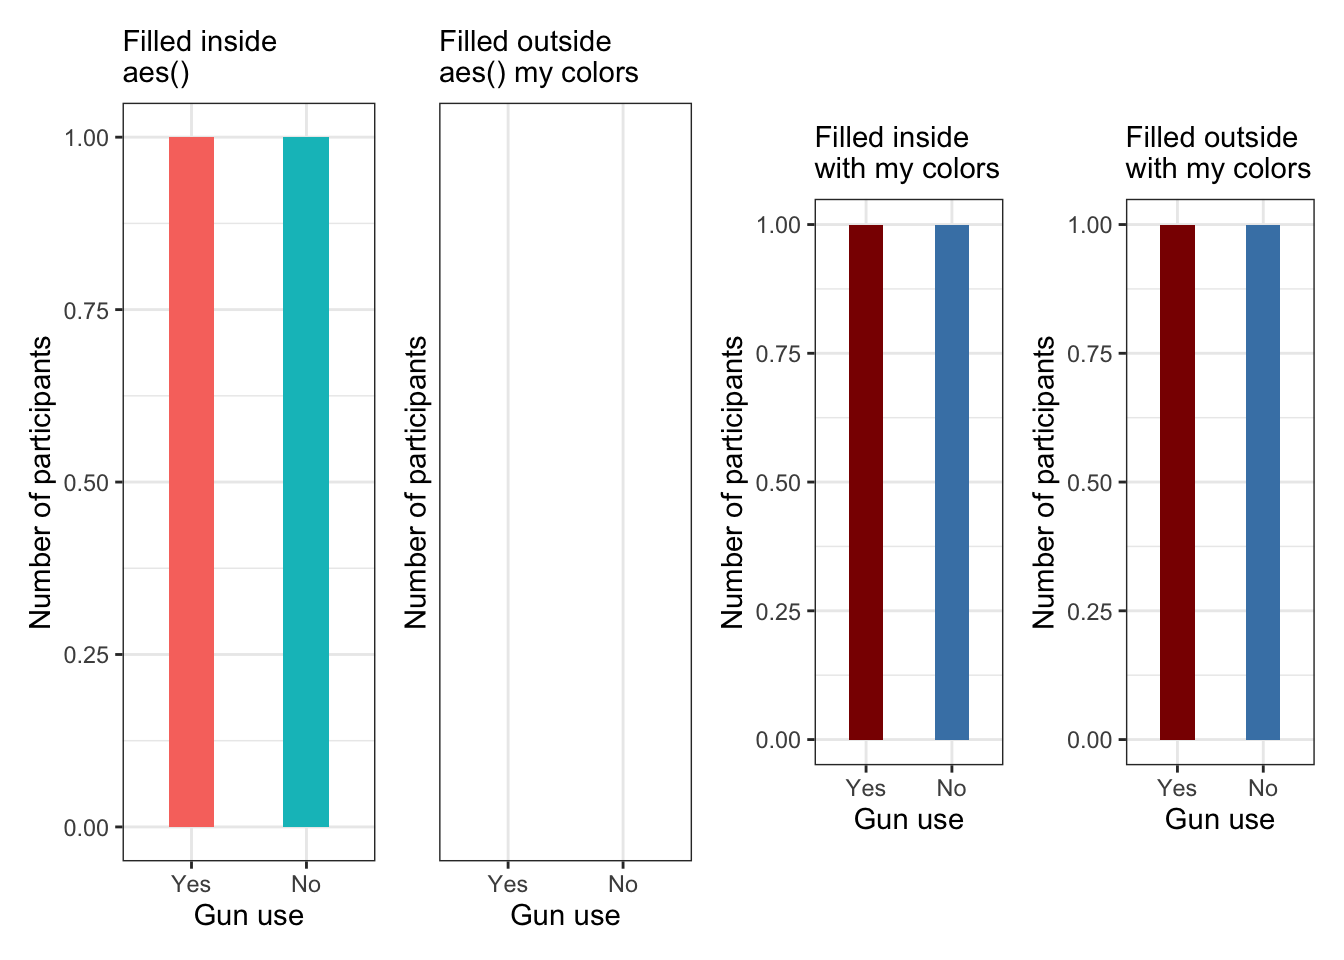 Filled inside
aes()
Number of participants
1.00
0.75
0.50
0.25
0.00
Yes
No
Gun use
Filled outside
aes() my colors
Number of participants
Yes
No
Gun use
Filled inside
with my colors
Number of participants
1.00
0.75
0.50
0.25
0.00
Yes
No
Gun use
Filled outside
with my colors
Number of participants
1.00
0.75
0.50
0.25
0.00
Yes
No
Gun use